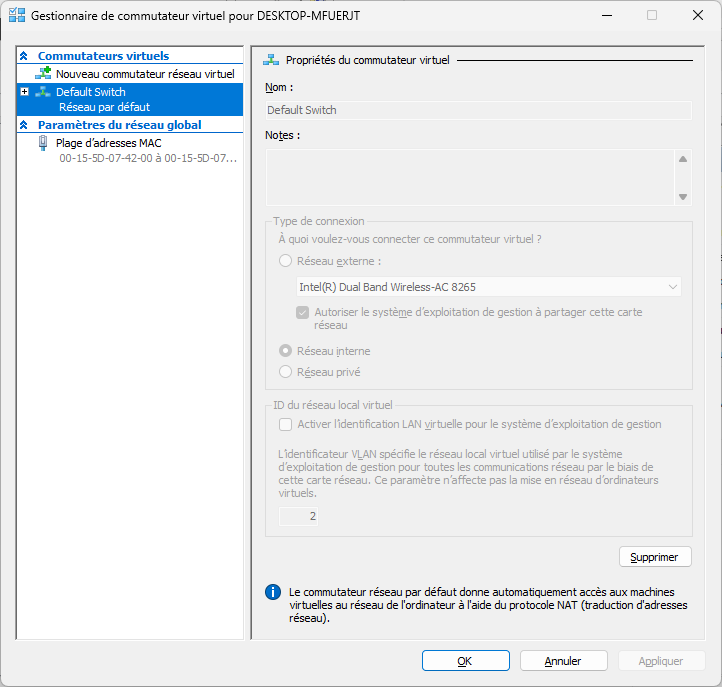 Gestionnaire de commutateur virtuel pour DESKTOP-MFUERJT
Commutateurs virtuels
Nouveau commutateur réseau virtuel
Default Switch
Réseau par défaut
Paramètres du réseau global
Plage d'adresses MAC
00-15-5D-07-42-00 à 00-15-5D-07...
Propriétés du commutateur virtuel
Nom :
Default Switch
Notes :
Type de connexion
À quoi voulez-vous connecter ce commutateur virtuel ?
Réseau externe :
Intel(R) Dual Band Wireless-AC 8265
Autoriser le système d'exploitation de gestion à partager cette carte
réseau
Réseau interne
Réseau privé
ID du réseau local virtuel
Activer l'identification LAN virtuelle pour le système d'exploitation de gestion
L'identificateur VLAN spécifie le réseau local virtuel utilisé par le système
d'exploitation de gestion pour toutes les communications réseau par le biais de
cette carte réseau. Ce paramètre n'affecte pas la mise en réseau d'ordinateurs
virtuels.
2
Supprimer
Le commutateur réseau par défaut donne automatiquement accès aux machines
virtuelles au réseau de l'ordinateur à l'aide du protocole NAT (traduction d'adresses
réseau).
OK
Annuler
Appliquer